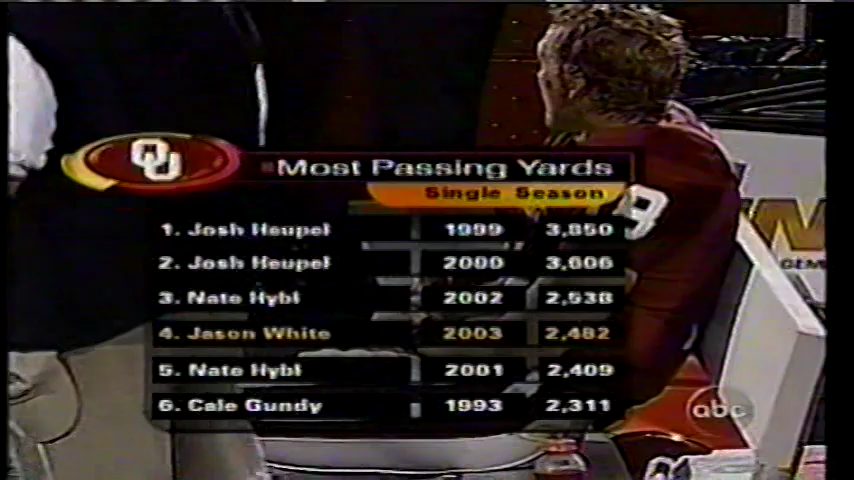 OU
Most Passing Yards
Single Season
1. Josh Heupel 1999 3,850
2. Josh Heupel 2000 3,606
3. Nate Hybl 2002 2,538
4. Jason White 2003 2,482
5. Nate Hybl 2001 2,409
6. Cale Gundy 1993 2,311
9
abc